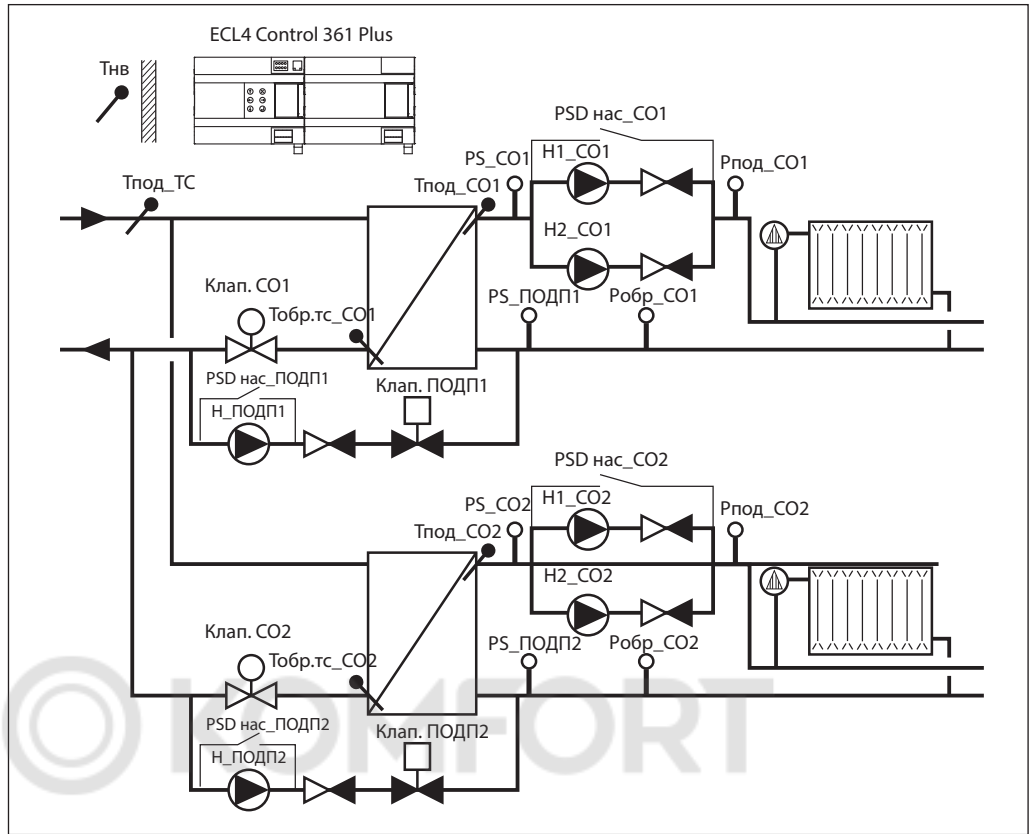 ECL4 Control 361 Plus
Тнв
PSD нас_СО1
PS_CO1
Н1_СО1
Рпод_СО1
Тпод_ТС
Тпод_СО1
Н2_СО1
Клап. СО1
PS_ПОДП1
Робр_СО1
Тобр.тс_СО1
PSD нас_ПОДП1
Клап. ПОДП1
Н_ПОДП1
PSD нас_СО2
PS_CO2
Н1_СО2
Рпод_СО2
Тпод_СО2
Н2_СО2
Клап. СО2
PS_ПОДП2
Робр_СО2
Тобр.тс_СО2
KOMFORT
PSD нас_ПОДП2
Клап. ПОДП2
Н_ПОДП2